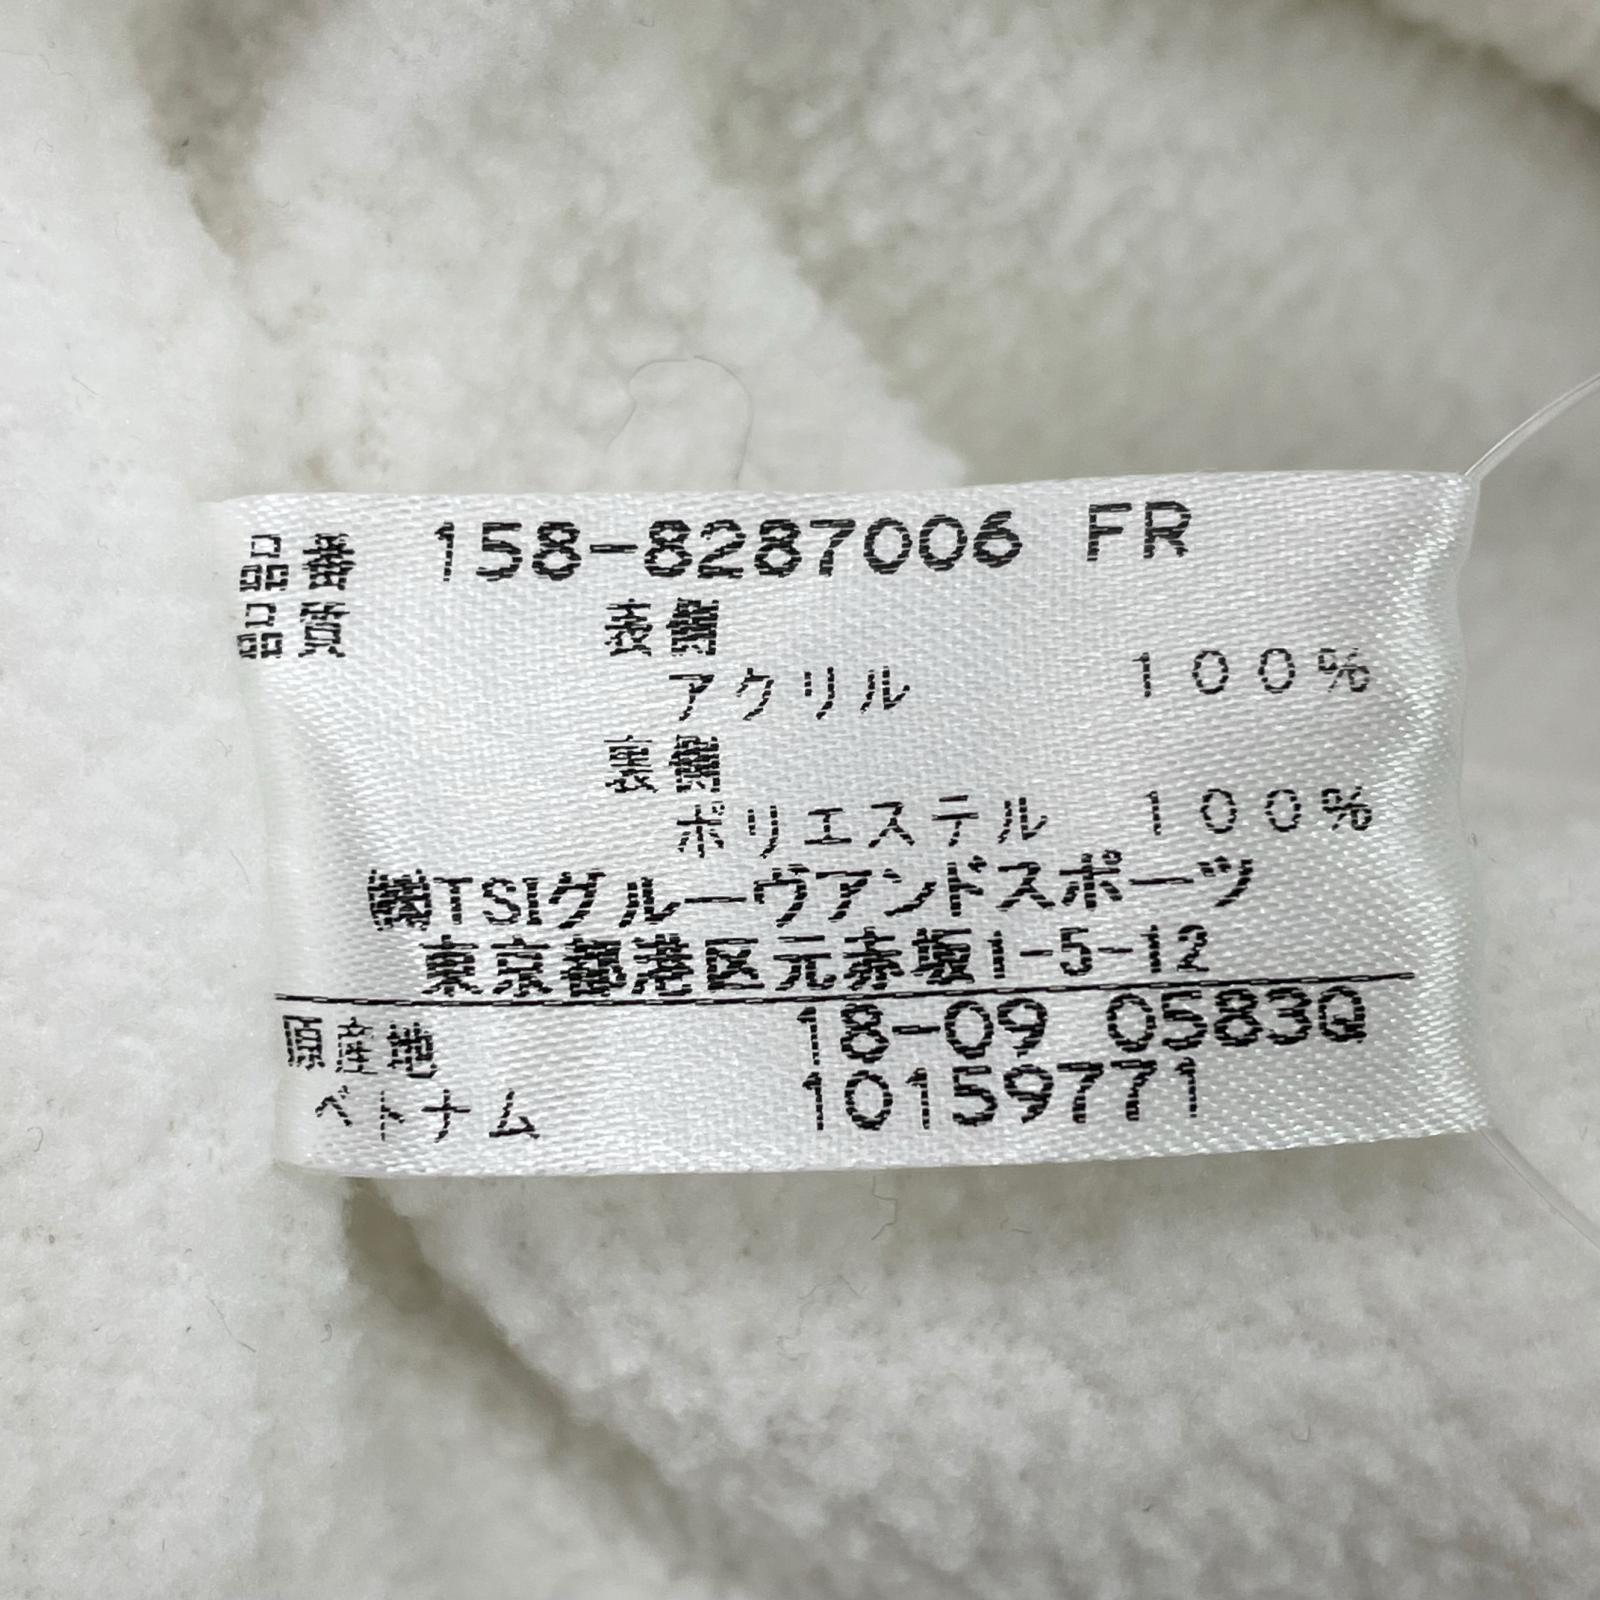 品番 158-8287006 FR
品質 表地
アクリル 100%
裏地
ポリエステル 100%
㈱TSIグルーヴアンドスポーツ
東京都港区元赤坂1-5-12
原産地 18-09 0583Q
ベトナム 10159771